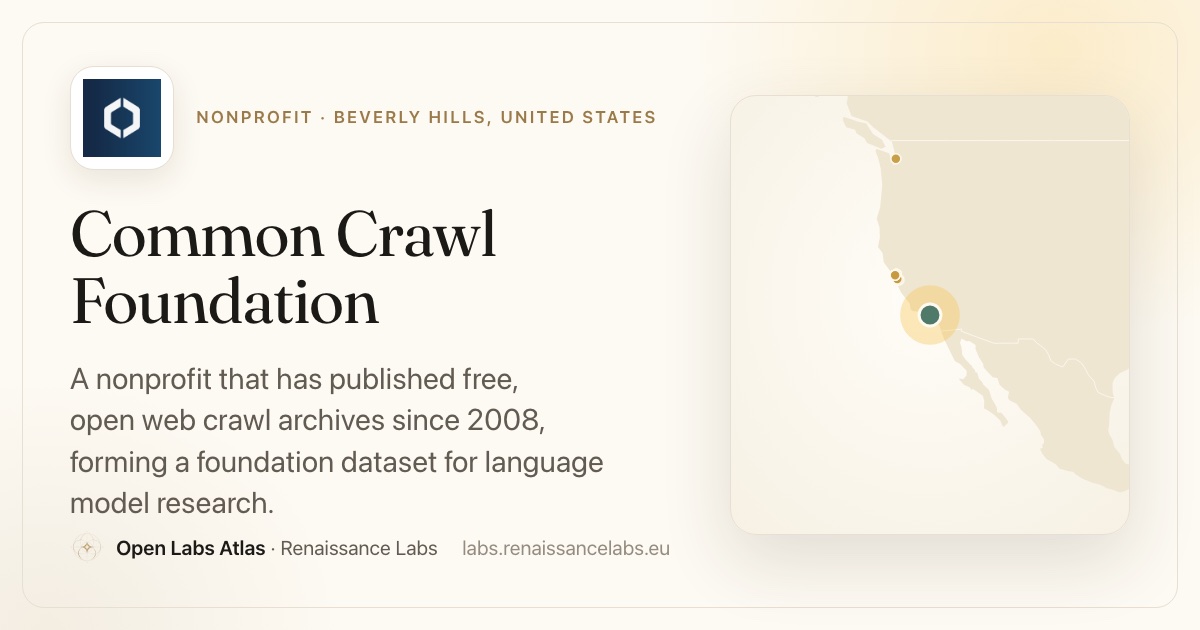 NONPROFIT · BEVERLY HILLS, UNITED STATES
Common Crawl
Foundation
A nonprofit that has published free,
open web crawl archives since 2008,
forming a foundation dataset for language
model research.
Open Labs Atlas · Renaissance Labs labs.renaissancelabs.eu